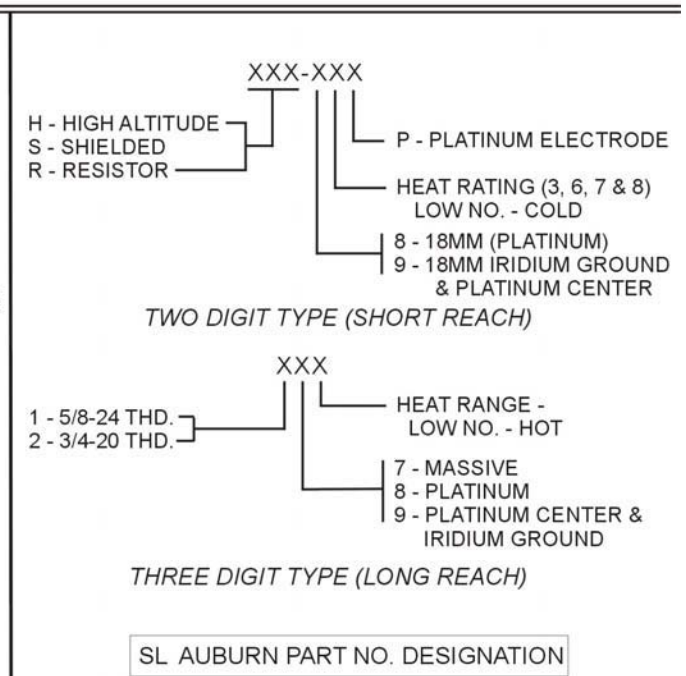 XXX-XXX
H - HIGH ALTITUDE
S - SHIELDED
R - RESISTOR
P - PLATINUM ELECTRODE
HEAT RATING (3, 6, 7 & 8)
LOW NO. - COLD
8 - 18MM (PLATINUM)
9 - 18MM IRIDIUM GROUND
& PLATINUM CENTER
TWO DIGIT TYPE (SHORT REACH)
XXX
1 - 5/8-24 THD.
2 - 3/4-20 THD.
HEAT RANGE -
LOW NO. - HOT
7 - MASSIVE
8 - PLATINUM
9 - PLATINUM CENTER &
IRIDIUM GROUND
THREE DIGIT TYPE (LONG REACH)
SL AUBURN PART NO. DESIGNATION